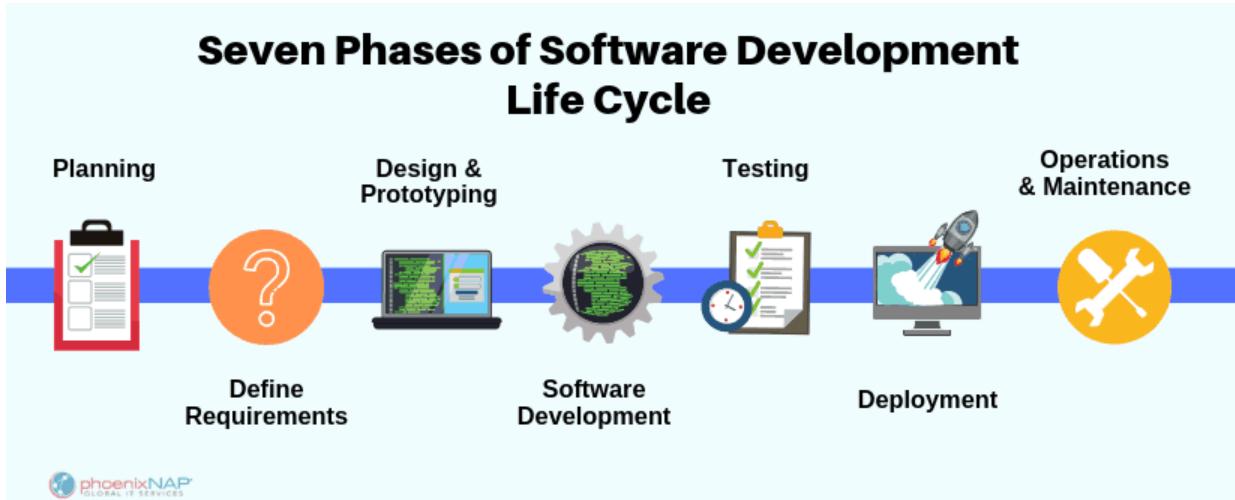 Seven Phases of Software Development
Life Cycle
Planning
Define
Requirements
Design &
Prototyping
Software
Development
Testing
Deployment
Operations
& Maintenance
phoenixNAP
GLOBAL IT SERVICES